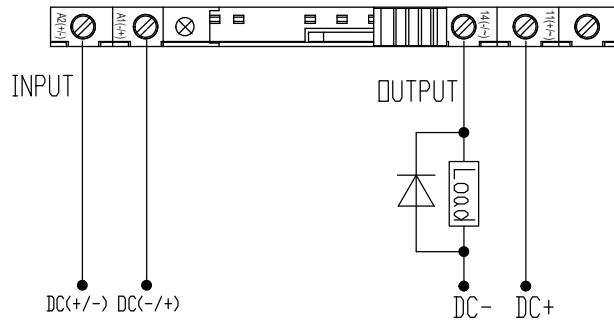 A2(+/-)
A1(-/+)
14(-/~)
11(+/~)
INPUT
OUTPUT
Load
DC(+/-)
DC(-/+)
DC-
DC+